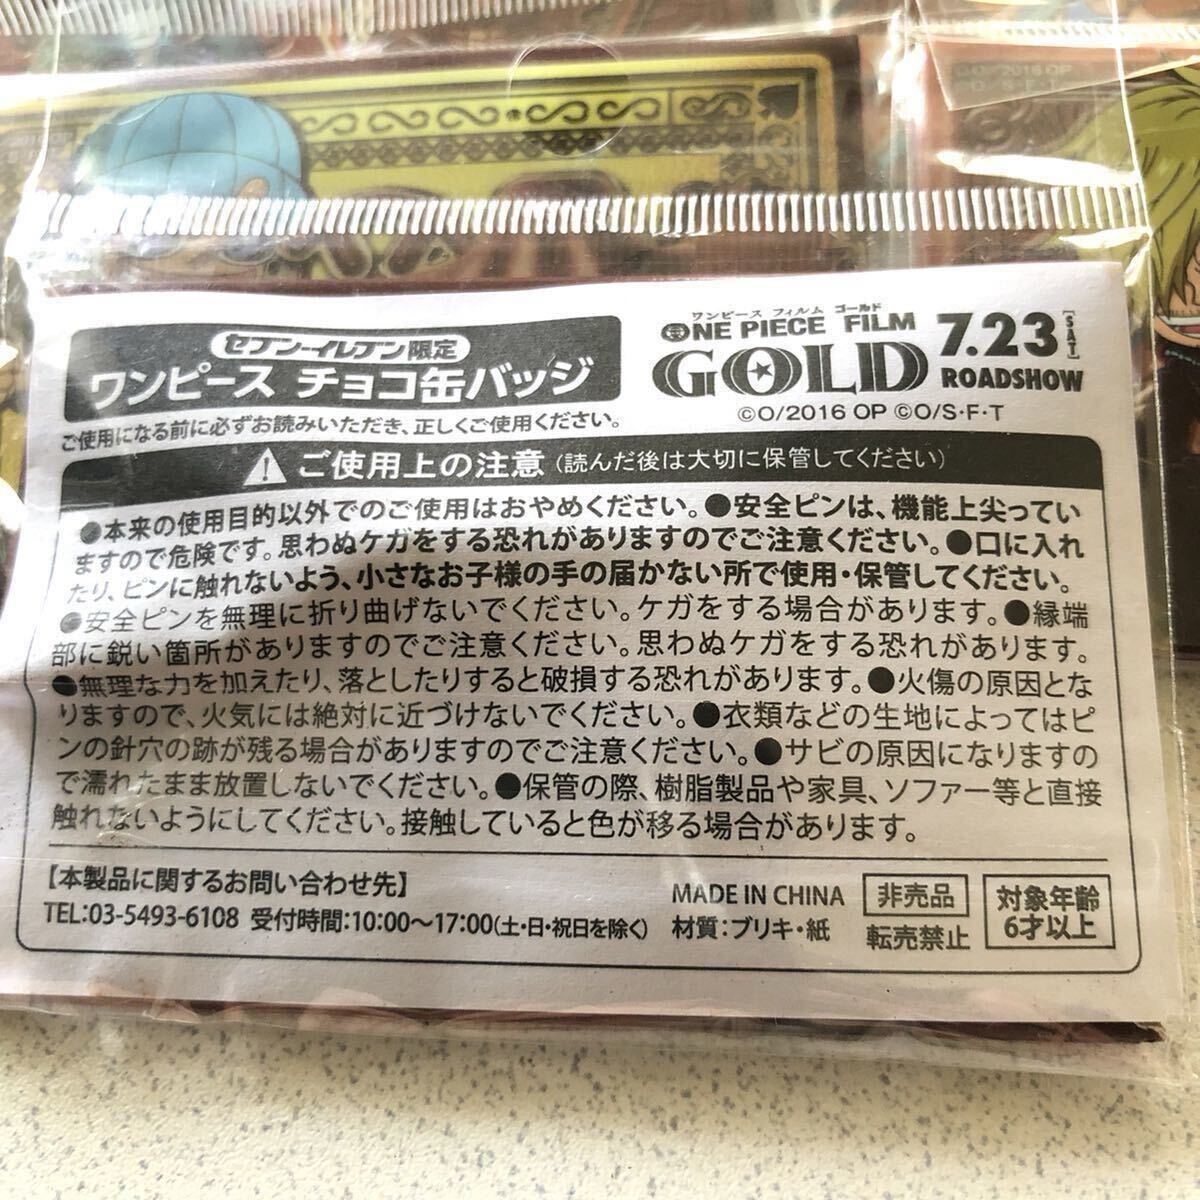 ©O/2016 OP
©O/S・F・T
セブン-イレブン限定
ワンピース チョコ缶バッジ
ワンピース フィルム ゴールド
ONE PIECE FILM
GOLD
7.23 [SAT]
ROADSHOW
©O/2016 OP ©O/S・F・T
ご使用になる前に必ずお読みいただき、正しくご使用ください。
ご使用上の注意 (読んだ後は大切に保管してください)
●本来の使用目的以外でのご使用はおやめください。●安全ピンは、機能上尖ってい
ますので危険です。思わぬケガをする恐れがありますのでご注意ください。●口に入れ
たり、ピンに触れないよう、小さなお子様の手の届かない所で使用・保管してください。
●安全ピンを無理に折り曲げないでください。ケガをする場合があります。●縁端
部に鋭い箇所がありますのでご注意ください。思わぬケガをする恐れがあります。
●無理な力を加えたり、落としたりすると破損する恐れがあります。●火傷の原因とな
りますので、火気には絶対に近づけないでください。●衣類などの生地によってはピ
ンの針穴の跡が残る場合がありますのでご注意ください。●サビの原因になりますの
で濡れたまま放置しないでください。●保管の際、樹脂製品や家具、ソファー等と直接
触れないようにしてください。接触していると色が移る場合があります。
【本製品に関するお問い合わせ先】
TEL:03-5493-6108 受付時間:10:00～17:00(土・日・祝日を除く)
MADE IN CHINA
材質:ブリキ・紙
非売品
転売禁止
対象年齢
6才以上